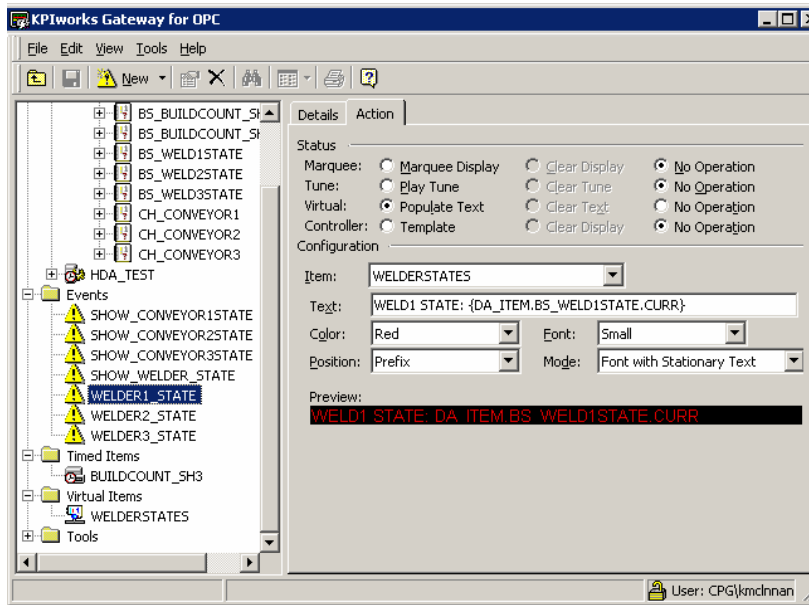 KPIworks Gateway for OPC
File Edit View Tools Help
New
BS_BUILDCOUNT_SH
BS_BUILDCOUNT_SH
BS_WELD1STATE
BS_WELD2STATE
BS_WELD3STATE
CH_CONVEYOR1
CH_CONVEYOR2
CH_CONVEYOR3
HDA_TEST
Events
SHOW_CONVEYOR1STATE
SHOW_CONVEYOR2STATE
SHOW_CONVEYOR3STATE
SHOW_WELDER_STATE
WELDER1_STATE
WELDER2_STATE
WELDER3_STATE
Timed Items
BUILDCOUNT_SH3
Virtual Items
WELDERSTATES
Tools
Details Action
Status
Marquee: Marquee Display Clear Display No Operation
Tune: Play Tune Clear Tune No Operation
Virtual: Populate Text Clear Text No Operation
Controller: Template Clear Display No Operation
Configuration
Item: WELDERSTATES
Text: WELD1 STATE: {DA_ITEM.BS_WELD1STATE.CURR}
Color: Red Font: Small
Position: Prefix Mode: Font with Stationary Text
Preview:
WELD1 STATE: DA_ITEM.BS_WELD1STATE.CURR
User: CPG\kmclnnan